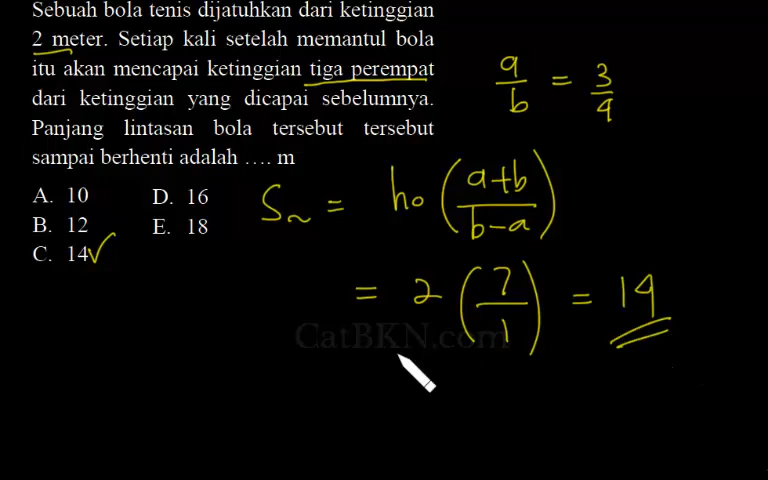 Sebuah bola tenis dijatuhkan dari ketinggian
2 meter. Setiap kali setelah memantul bola
itu akan mencapai ketinggian tiga perempat
dari ketinggian yang dicapai sebelumnya.
Panjang lintasan bola tersebut tersebut
sampai berhenti adalah …. m
A. 10
B. 12
C. 14✓
D. 16
E. 18
a/b = 3/4
S~ = ho (a+b/b-a)
= 2 (7/1) = 14
CatBKN.com